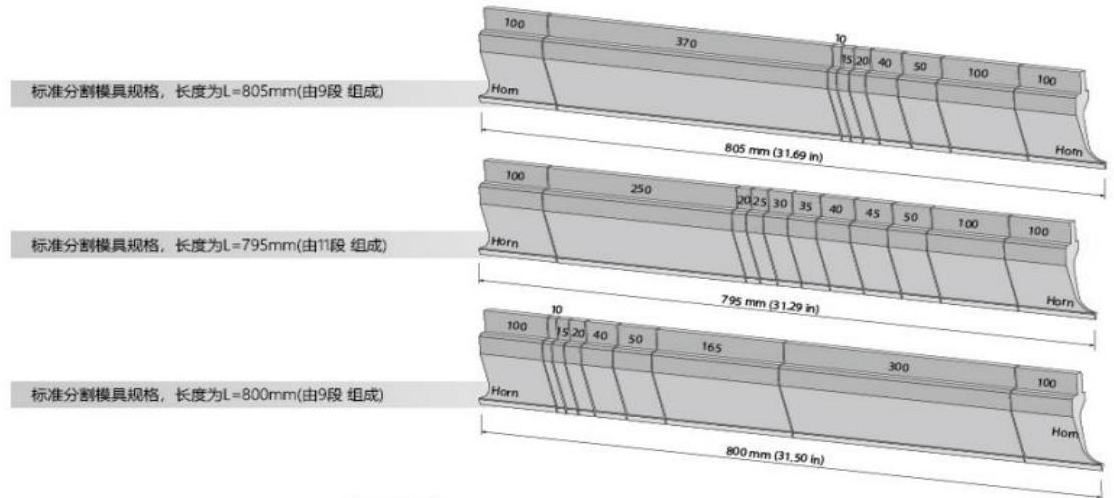 100 370 10 15 20 40 50 100 100
标准分割模具规格，长度为L=805mm(由9段 组成)
Horn Horn
805 mm (31.69 in)
100 250 20 25 30 35 40 45 50 100 100
标准分割模具规格，长度为L=795mm(由11段 组成)
Horn Horn
795 mm (31.29 in)
100 10 15 20 40 50 165 300 100
标准分割模具规格，长度为L=800mm(由9段 组成)
Horn Horn
800 mm (31.50 in)